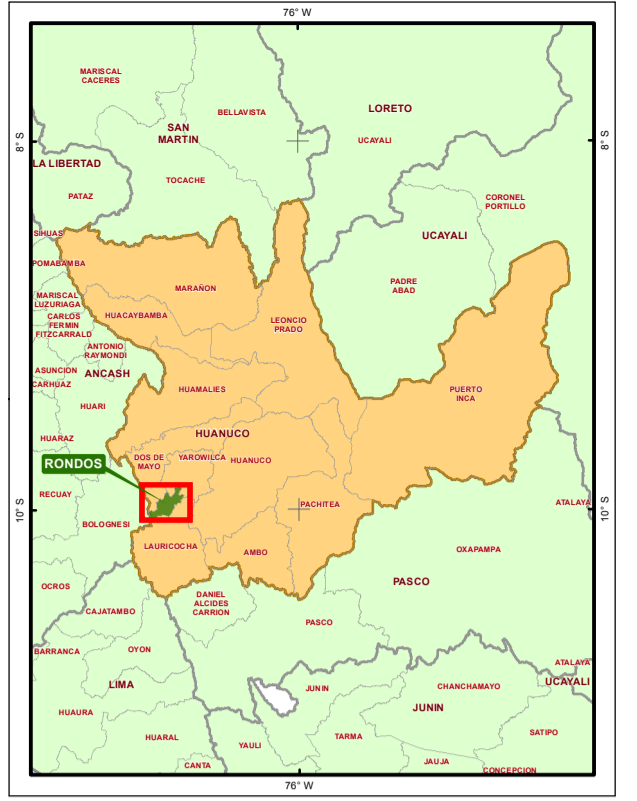 76° W
MARISCAL
CACERES
BELLAVISTA
LORETO
SAN
MARTIN
UCAYALI
8° S
8° S
LA LIBERTAD
TOCACHE
PATAZ
CORONEL
PORTILLO
SIHUAS
UCAYALI
POMABAMBA
PADRE
ABAD
MARAÑON
MARISCAL
LUZURIAGA
HUACAYBAMBA
CARLOS
FERMIN
FITZCARRALD
LEONCIO
PRADO
ANTONIO
RAYMONDI
ASUNCION
ANCASH
CARHUAZ
HUAMALIES
PUERTO
INCA
HUARI
HUANUCO
HUARAZ
DOS DE
MAYO
YAROWILCA
HUANUCO
RONDOS
RECUAY
PACHITEA
ATALAYA
10° S
10° S
BOLOGNESI
LAURICOCHA
AMBO
OXAPAMPA
PASCO
OCROS
DANIEL
ALCIDES
CARRION
CAJATAMBO
PASCO
BARRANCA
OYON
ATALAYA
UCAYALI
LIMA
JUNIN
CHANCHAMAYO
HUAURA
JUNIN
SATIPO
HUARAL
YAULI
TARMA
JAUJA
CANTA
CONCEPCION
76° W